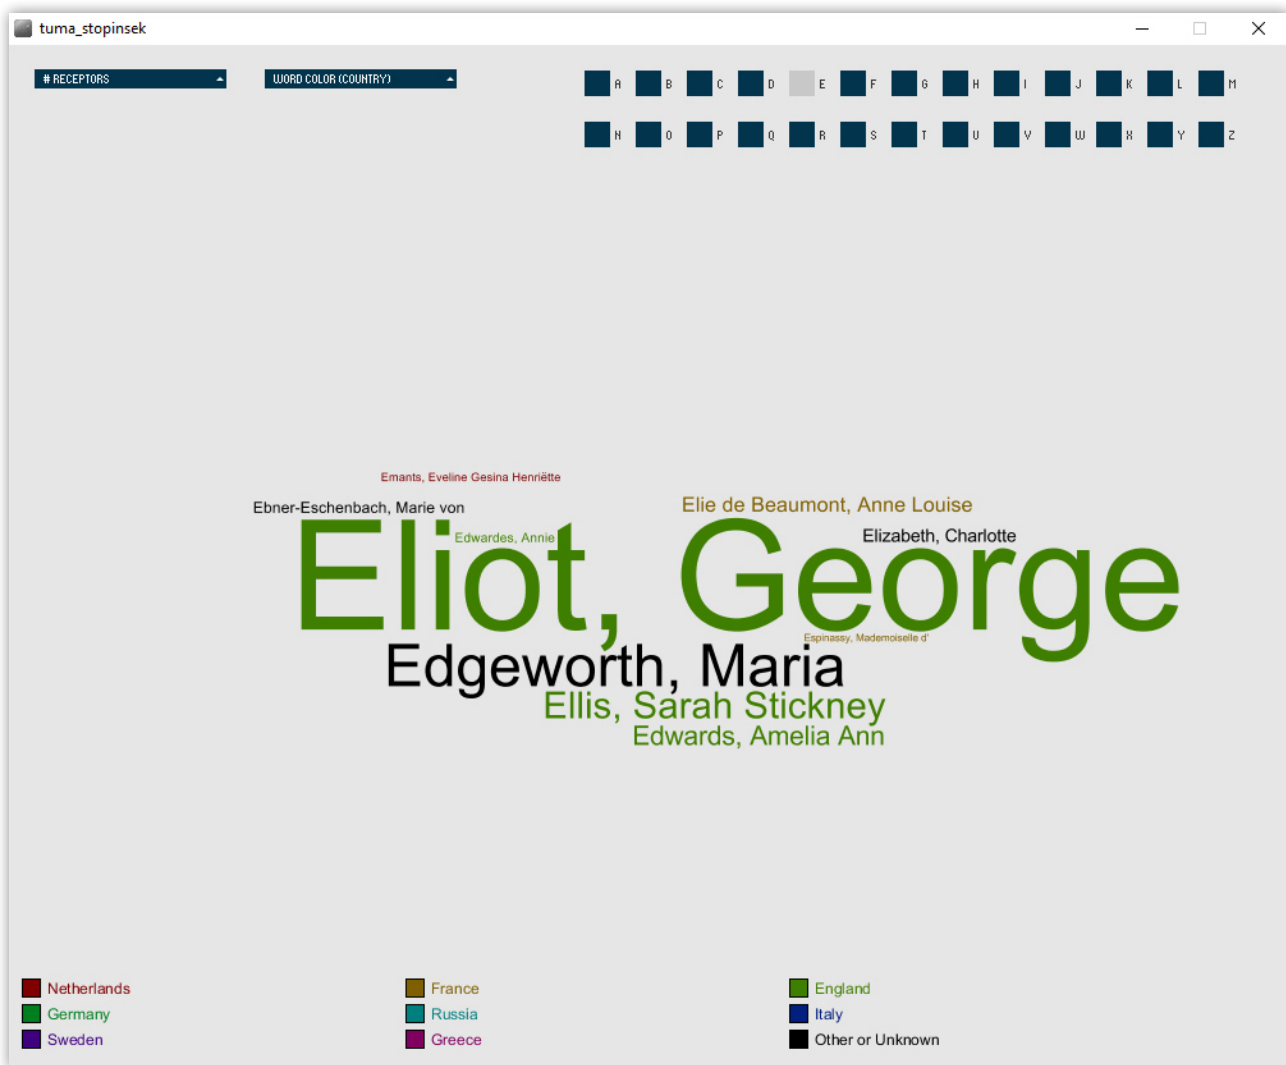 tuma_stopinsek
# RECEPTORS
WORD COLOR (COUNTRY)
A B C D E F G H I J K L M
N O P Q R S T U V W X Y Z
Emants, Eveline Gesina Henriëtte
Ebner-Eschenbach, Marie von
Elie de Beaumont, Anne Louise
Edwardes, Annie
Elizabeth, Charlotte
Eliot, George
Espinassy, Mademoiselle d'
Edgeworth, Maria
Ellis, Sarah Stickney
Edwards, Amelia Ann
Netherlands France England
Germany Russia Italy
Sweden Greece Other or Unknown